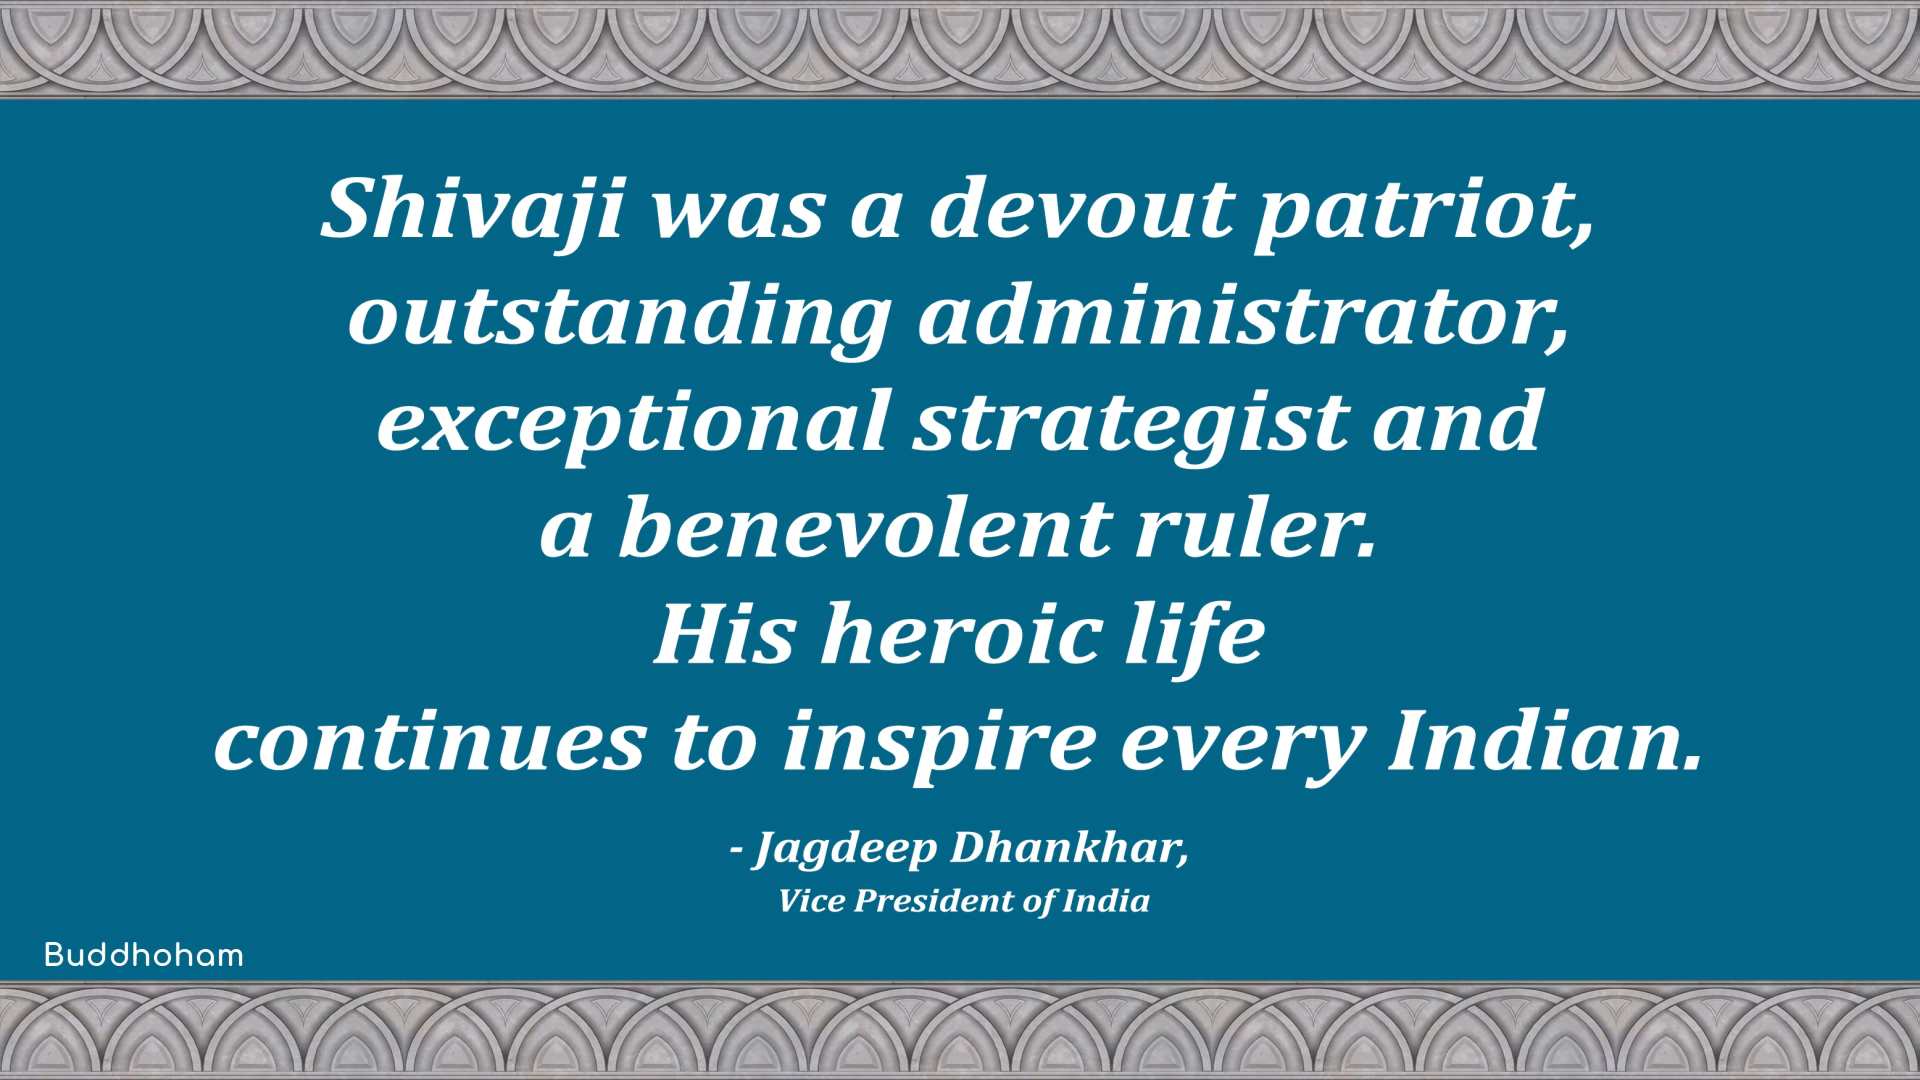 Shivaji was a devout patriot,
outstanding administrator,
exceptional strategist and
a benevolent ruler.
His heroic life
continues to inspire every Indian.
- Jagdeep Dhankhar,
Vice President of India
Buddhoham